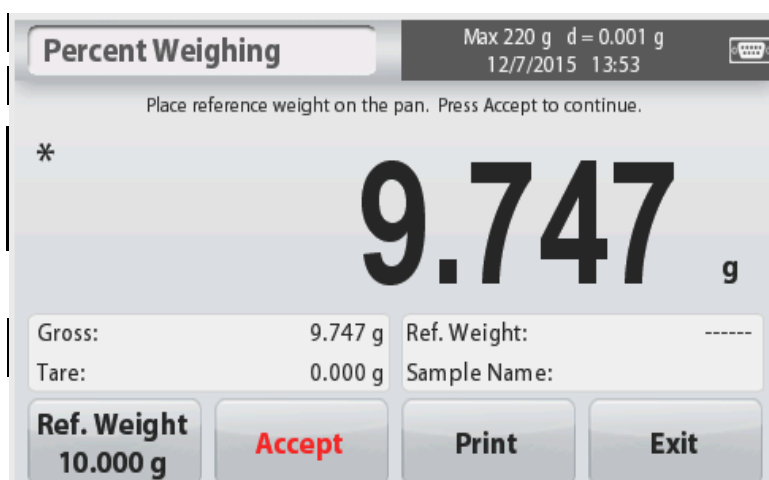 Percent Weighing
Max 220 g d = 0.001 g
12/7/2015 13:53
Place reference weight on the pan. Press Accept to continue.
*
9.747 g
Gross: 9.747 g
Tare: 0.000 g
Ref. Weight: ------
Sample Name:
Ref. Weight
10.000 g
Accept
Print
Exit